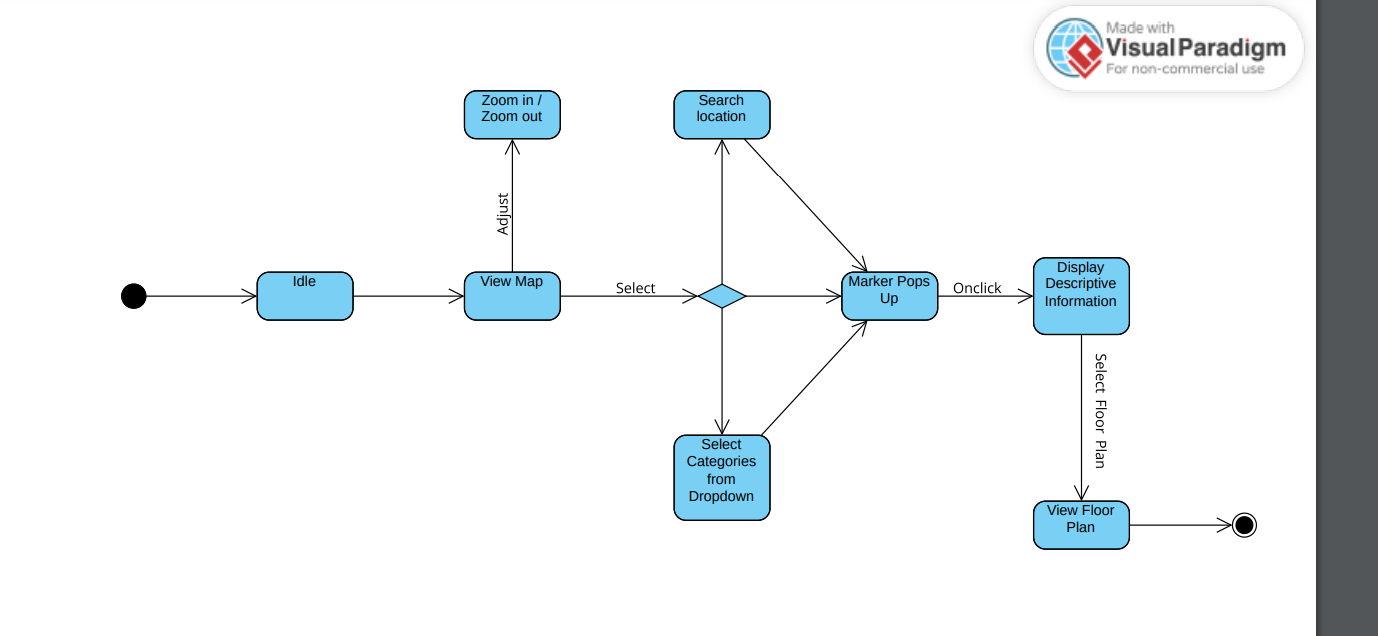 Made with
Visual Paradigm
For non-commercial use
Zoom in /
Zoom out
Search
location
Adjust
Idle
View Map
Select
Marker Pops
Up
Onclick
Display
Descriptive
Information
Select Floor Plan
Select
Categories
from
Dropdown
View Floor
Plan